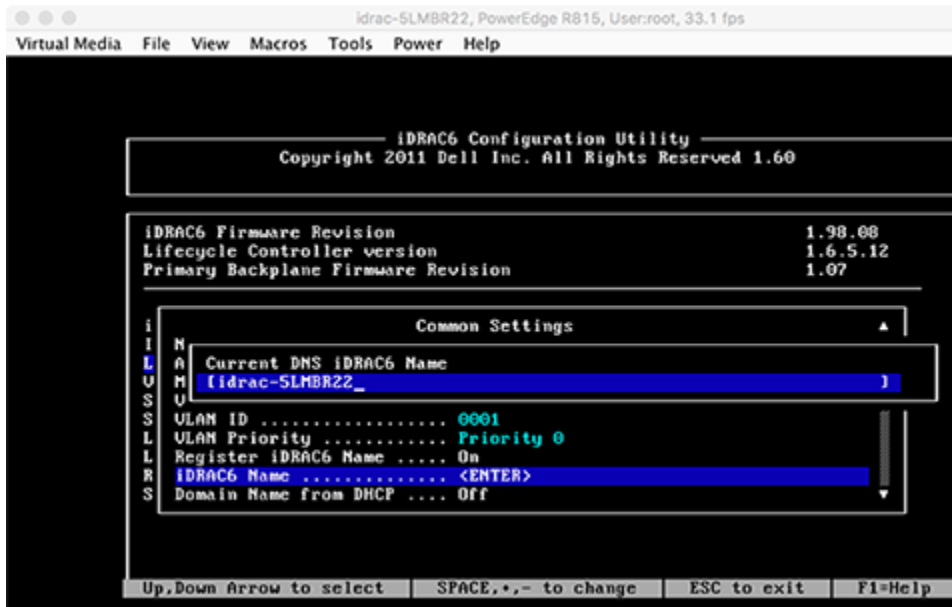 idrac-5LMBR22, PowerEdge R815, User:root, 33.1 fps
Virtual Media File View Macros Tools Power Help
iDRAC6 Configuration Utility
Copyright 2011 Dell Inc. All Rights Reserved 1.60
iDRAC6 Firmware Revision 1.98.08
Lifecycle Controller version 1.6.5.12
Primary Backplane Firmware Revision 1.07
i Common Settings
I N
L A Current DNS iDRAC6 Name
V M [idrac-5LMBR22_ ]
S V
S VLAN ID ................... 0001
L VLAN Priority ............ Priority 0
L Register iDRAC6 Name ..... On
R iDRAC6 Name .............. <ENTER>
S Domain Name from DHCP .... Off
Up,Down Arrow to select SPACE,+,- to change ESC to exit F1=Help